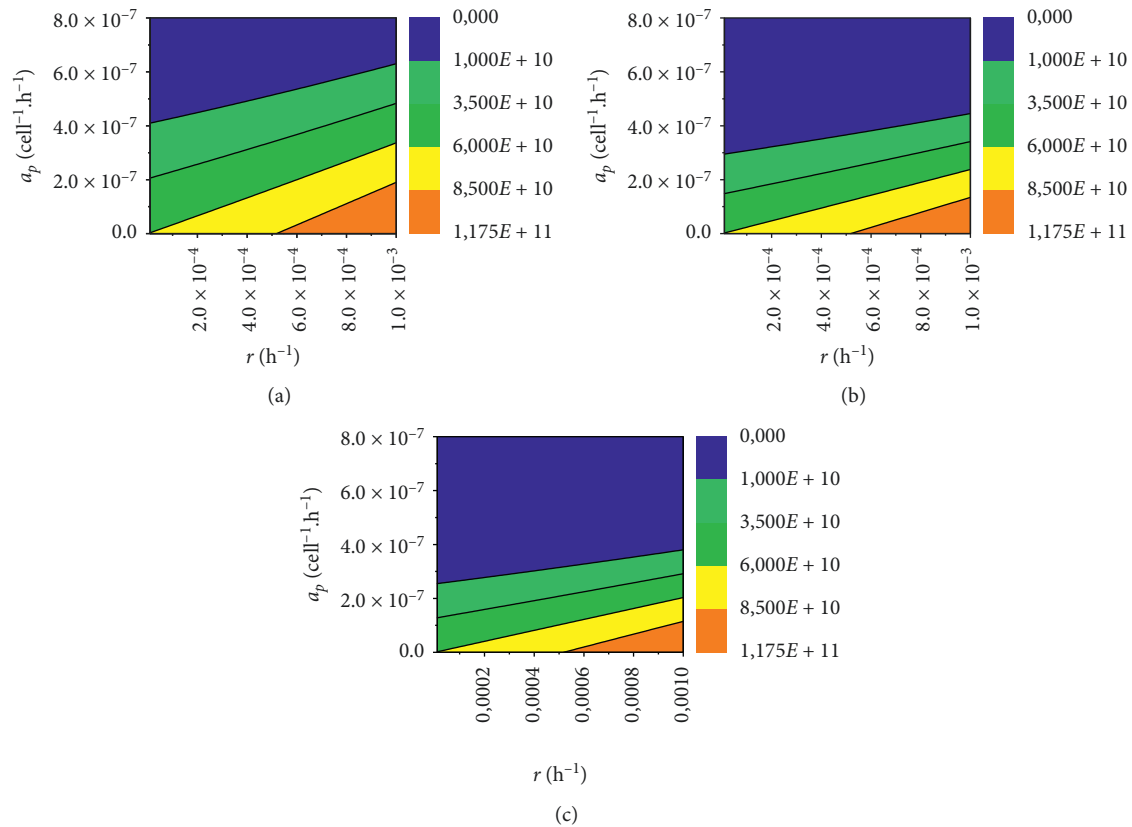 8.0 × 10⁻⁷
6.0 × 10⁻⁷
4.0 × 10⁻⁷
2.0 × 10⁻⁷
0.0
aₚ (cell⁻¹.h⁻¹)
2.0 × 10⁻⁴
4.0 × 10⁻⁴
6.0 × 10⁻⁴
8 × 10⁻⁴
1.0 × 10⁻³
r (h⁻¹)
0,000
1,000E + 10
3,500E + 10
6,000E + 10
8,500E + 10
1,175E + 11
(a)
8.0 × 10⁻⁷
6.0 × 10⁻⁷
4.0 × 10⁻⁷
2.0 × 10⁻⁷
0.0
aₚ (cell⁻¹.h⁻¹)
2 × 10⁻⁴
4.0 × 10⁻⁴
6.0 × 10⁻⁴
8 × 10⁻⁴
1.0 × 10⁻³
r (h⁻¹)
0,000
1,000E + 10
3,500E + 10
6,000E + 10
8,500E + 10
1,175E + 11
(b)
8.0 × 10⁻⁷
6.0 × 10⁻⁷
4.0 × 10⁻⁷
2.0 × 10⁻⁷
0.0
aₚ (cell⁻¹.h⁻¹)
0,0002
0,0004
0,0006
0,0008
0,0010
r (h⁻¹)
0,000
1,000E + 10
3,500E + 10
6,000E + 10
8,500E + 10
1,175E + 11
(c)